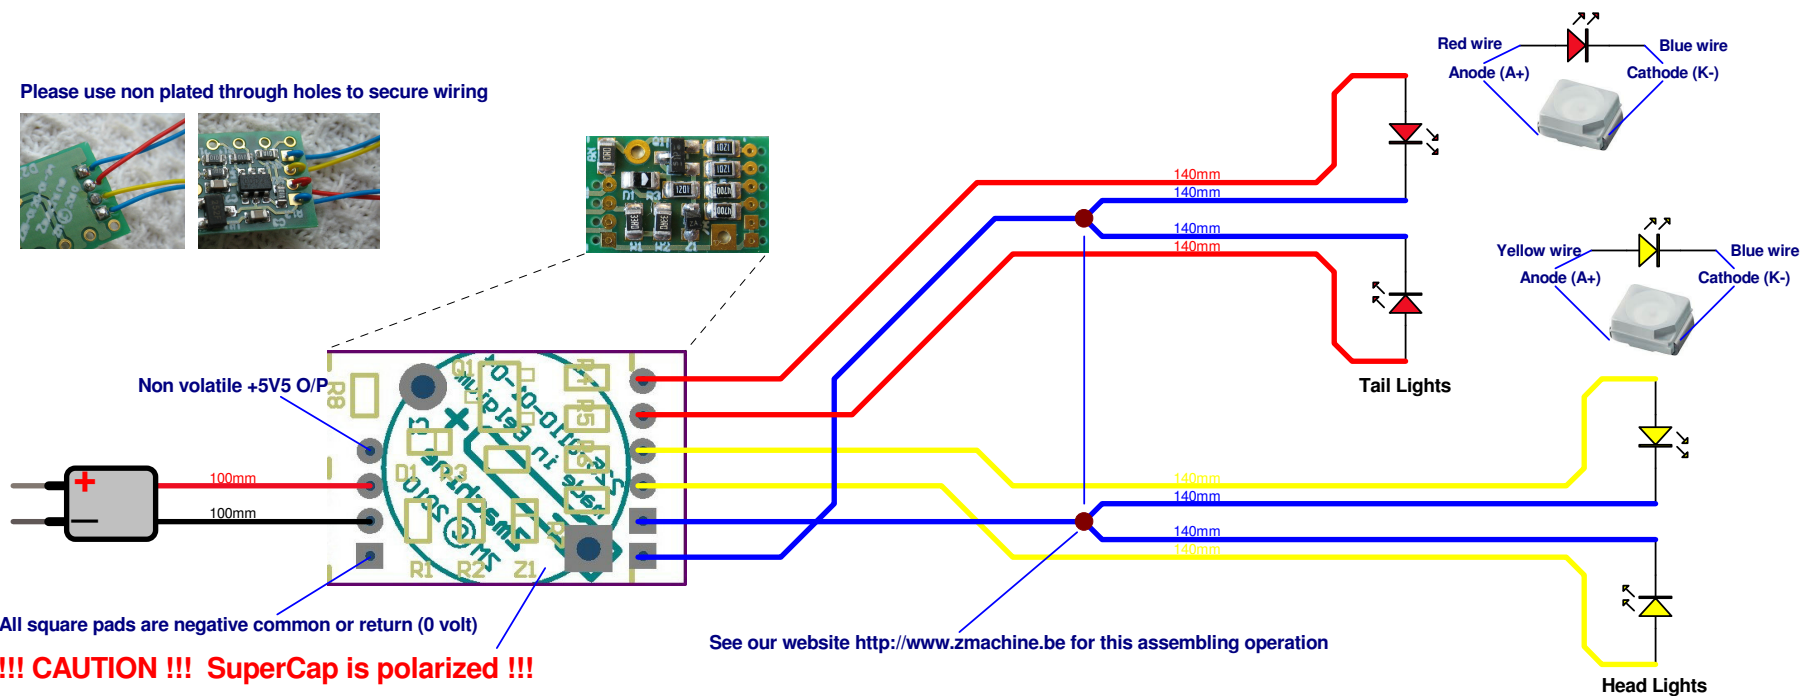 Please use non plated through holes to secure wiring
Red wire
Blue wire
Anode (A+)
Cathode (K-)
140mm
140mm
140mm
140mm
Yellow wire
Blue wire
Anode (A+)
Cathode (K-)
Tail Lights
Non volatile +5V5 O/P
R8
Q1
R4
R5
R6
D1
R3
R1
R2
Z1
+
100mm
100mm
140mm
140mm
140mm
140mm
All square pads are negative common or return (0 volt)
See our website http://www.zmachine.be for this assembling operation
!!! CAUTION !!! SuperCap is polarized !!!
Head Lights